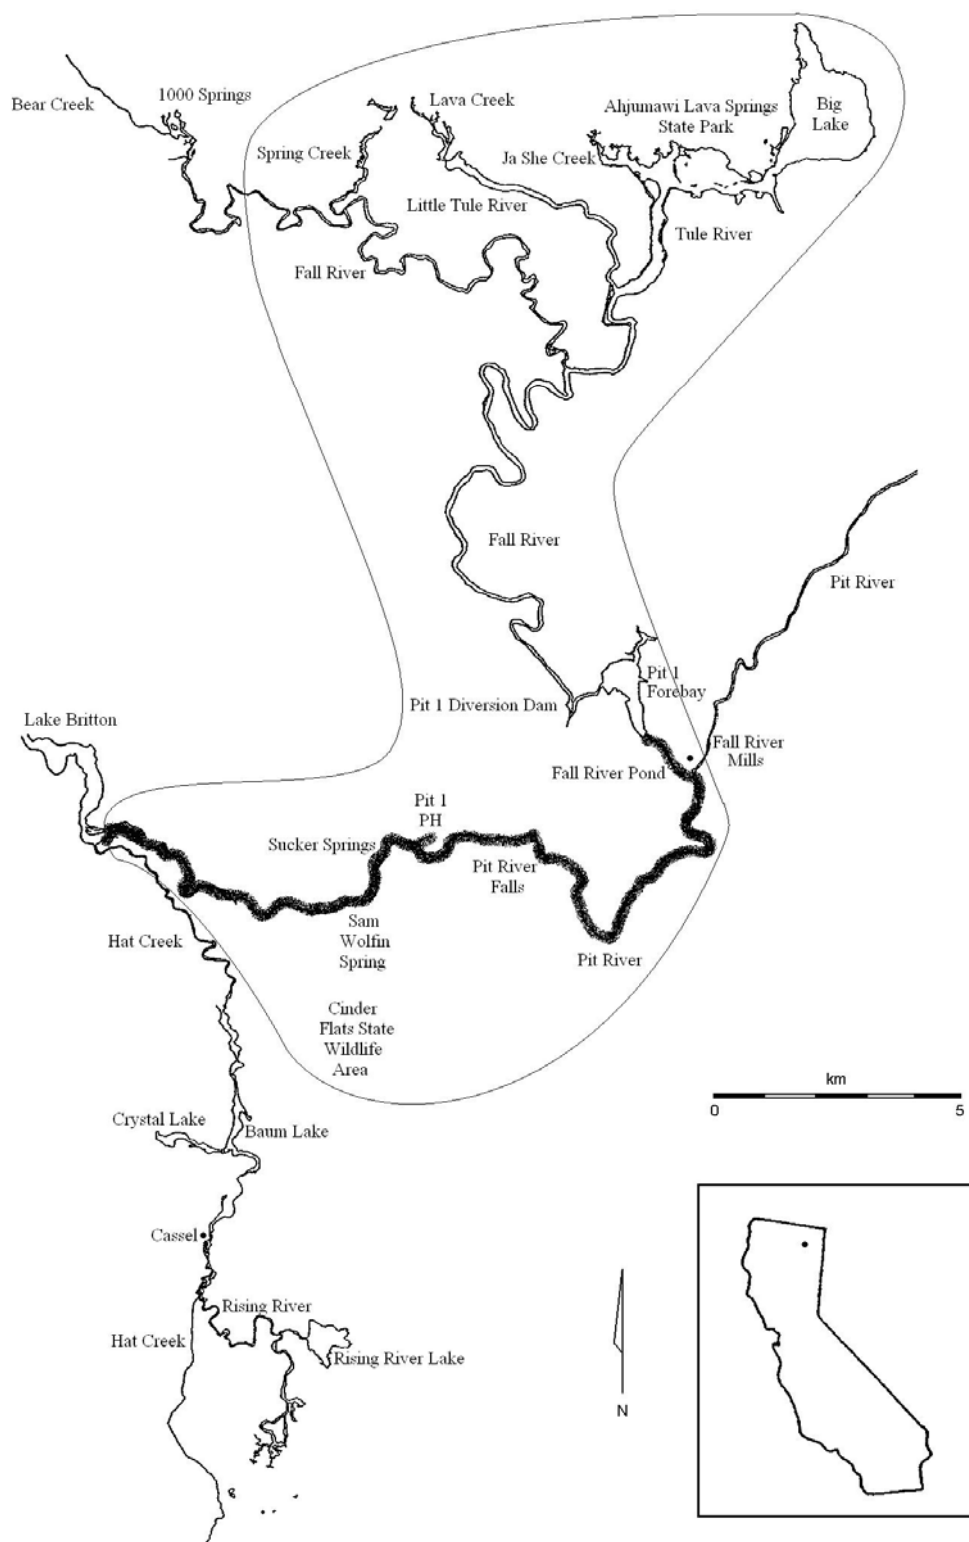 Bear Creek
1000 Springs
Lava Creek
Spring Creek
Ahjumawi Lava Springs
State Park
Big
Lake
Ja She Creek
Little Tule River
Tule River
Fall River
Fall River
Pit River
Pit 1
Forebay
Pit 1 Diversion Dam
Lake Britton
Fall River
Mills
Fall River Pond
Pit 1
PH
Sucker Springs
Pit River
Falls
Sam
Wolfin
Spring
Hat Creek
Pit River
Cinder
Flats State
Wildlife
Area
km
0
5
Crystal Lake
Baum Lake
Cassel
Rising River
Hat Creek
Rising River Lake
N